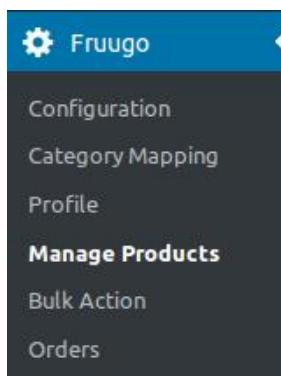 Fruugo
Configuration
Category Mapping
Profile
Manage Products
Bulk Action
Orders